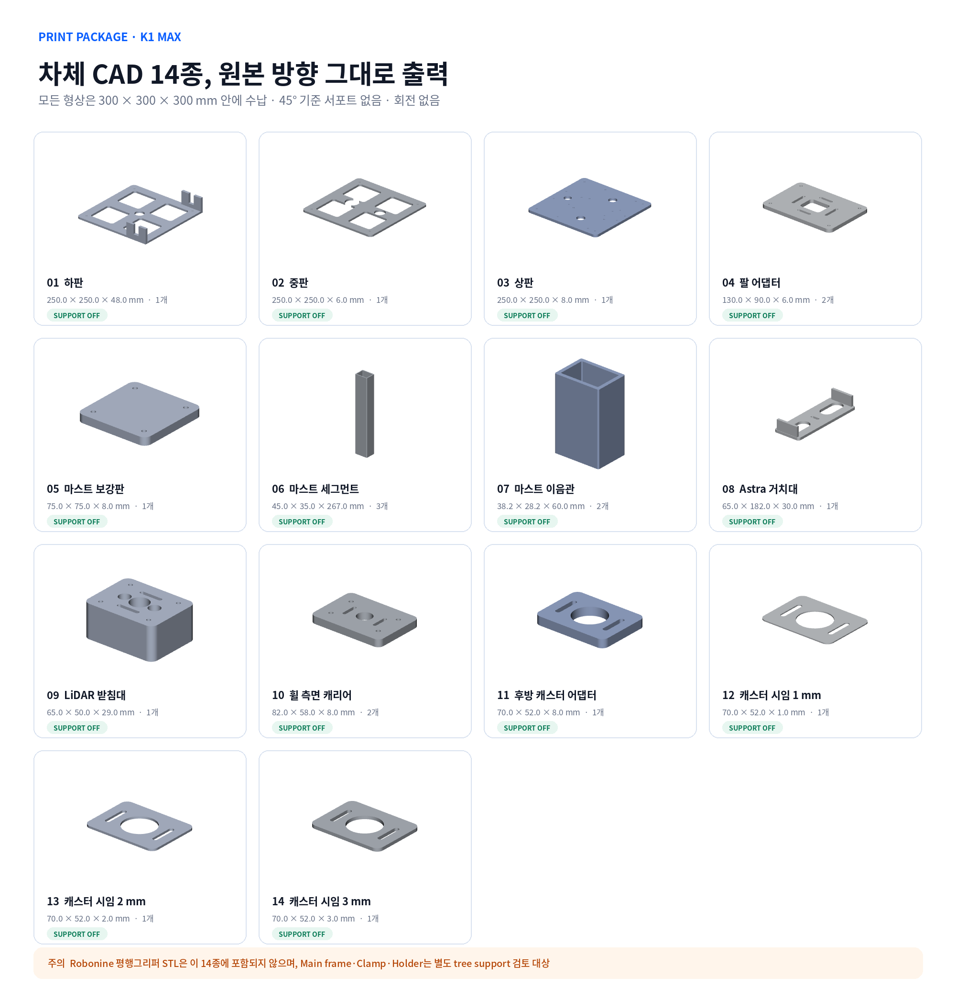 PRINT PACKAGE · K1 MAX
차체 CAD 14종, 원본 방향 그대로 출력
모든 형상은 300 × 300 × 300 mm 안에 수납 · 45° 기준 서포트 없음 · 회전 없음
01 하판
250.0 × 250.0 × 48.0 mm · 1개
SUPPORT OFF
02 중판
250.0 × 250.0 × 6.0 mm · 1개
SUPPORT OFF
03 상판
250.0 × 250.0 × 8.0 mm · 1개
SUPPORT OFF
04 팔 어댑터
130.0 × 90.0 × 6.0 mm · 2개
SUPPORT OFF
05 마스트 보강판
75.0 × 75.0 × 8.0 mm · 1개
SUPPORT OFF
06 마스트 세그먼트
45.0 × 35.0 × 267.0 mm · 3개
SUPPORT OFF
07 마스트 이음관
38.2 × 28.2 × 60.0 mm · 2개
SUPPORT OFF
08 Astra 거치대
65.0 × 182.0 × 30.0 mm · 1개
SUPPORT OFF
09 LiDAR 받침대
65.0 × 50.0 × 29.0 mm · 1개
SUPPORT OFF
10 휠 측면 캐리어
82.0 × 58.0 × 8.0 mm · 2개
SUPPORT OFF
11 후방 캐스터 어댑터
70.0 × 52.0 × 8.0 mm · 1개
SUPPORT OFF
12 캐스터 시임 1 mm
70.0 × 52.0 × 1.0 mm · 1개
SUPPORT OFF
13 캐스터 시임 2 mm
70.0 × 52.0 × 2.0 mm · 1개
SUPPORT OFF
14 캐스터 시임 3 mm
70.0 × 52.0 × 3.0 mm · 1개
SUPPORT OFF
주의 Robonine 평행그리퍼 STL은 이 14종에 포함되지 않으며, Main frame·Clamp·Holder는 별도 tree support 검토 대상